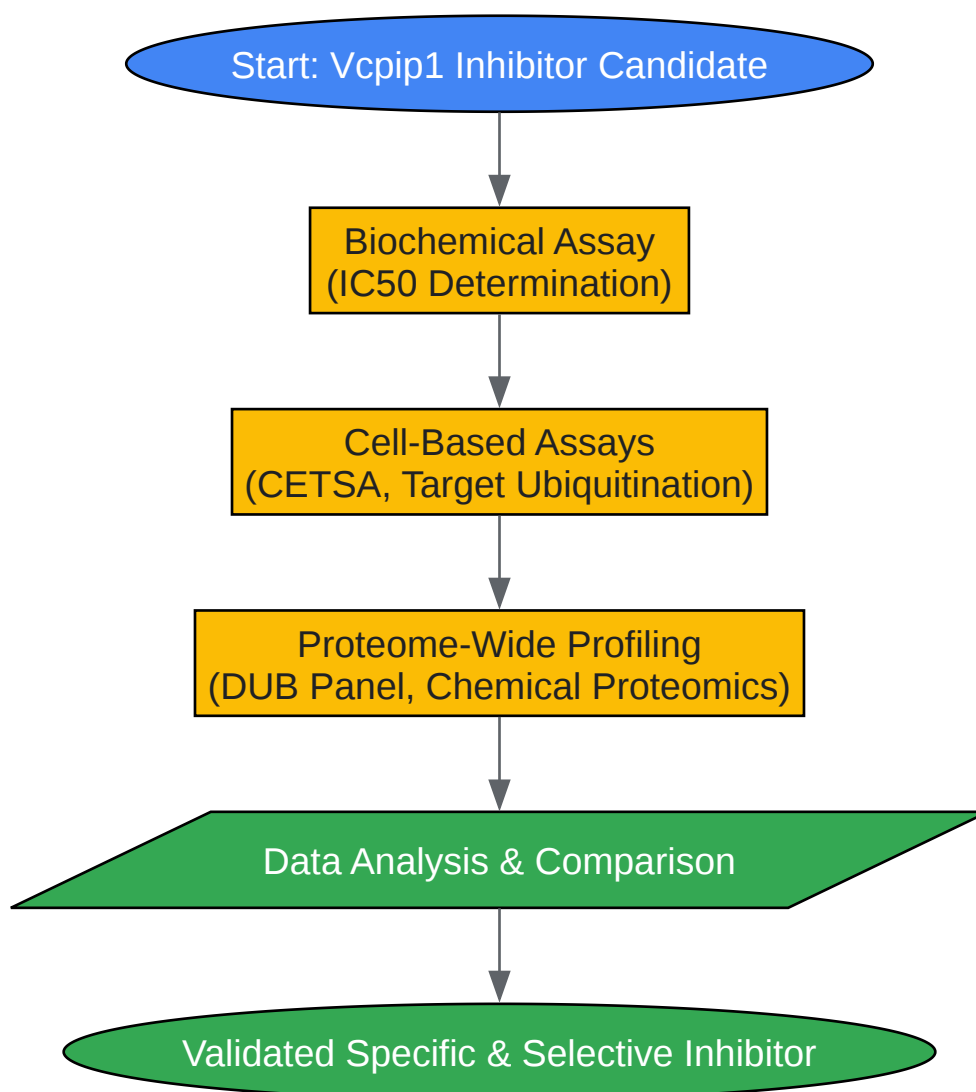 Start: Vcpip1 Inhibitor Candidate
Biochemical Assay
(IC50 Determination)
Cell-Based Assays
(CETSA, Target Ubiquitination)
Proteome-Wide Profiling
(DUB Panel, Chemical Proteomics)
Data Analysis & Comparison
Validated Specific & Selective Inhibitor